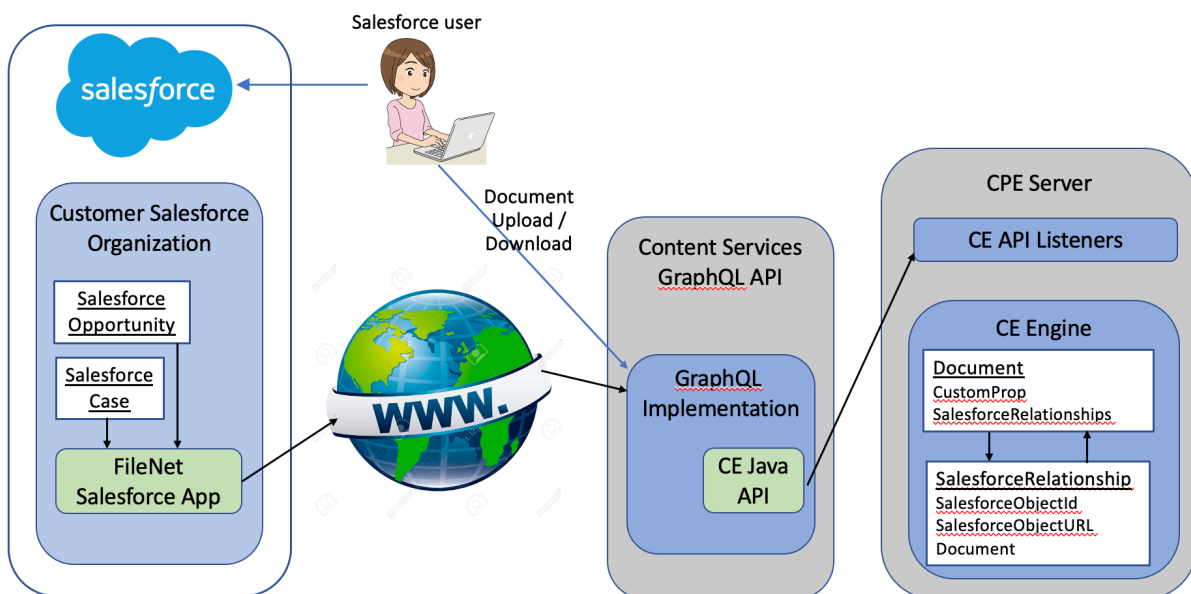 Salesforce user
salesforce
Customer Salesforce
Organization
Salesforce
Opportunity
Salesforce
Case
FileNet
Salesforce App
Document
Upload /
Download
www.
Content Services
GraphQL API
GraphQL
Implementation
CE Java
API
CPE Server
CE API Listeners
CE Engine
Document
CustomProp
SalesforceRelationships
SalesforceRelationship
SalesforceObjectId
SalesforceObjectURL
Document